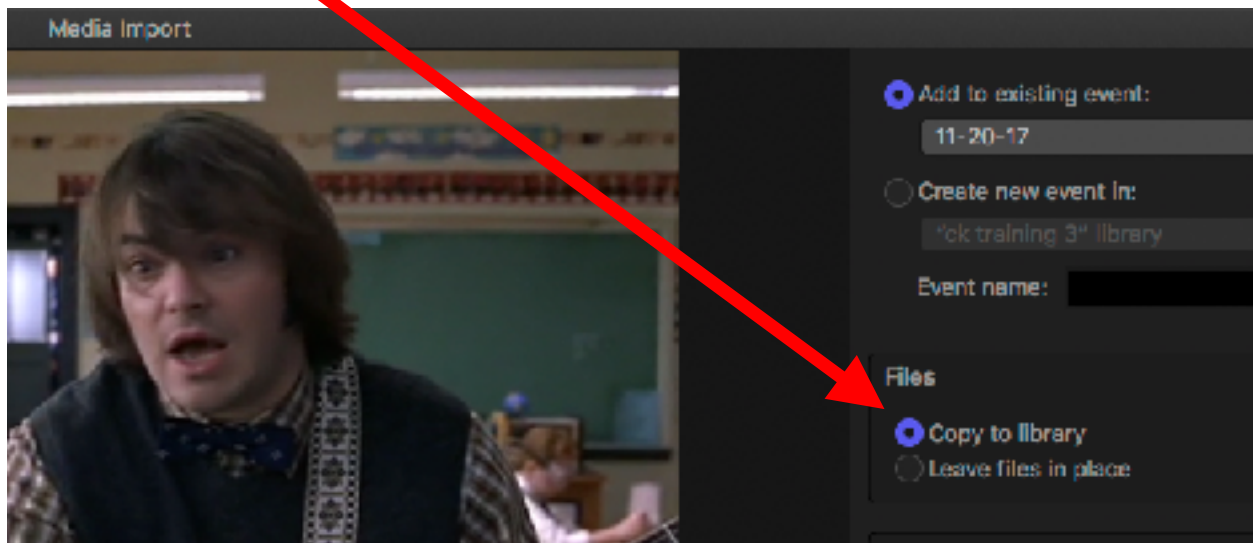 Media Import
Add to existing event:
11-20-17
Create new event in:
"ck training 3" library
Event name:
Files
Copy to library
Leave files in place